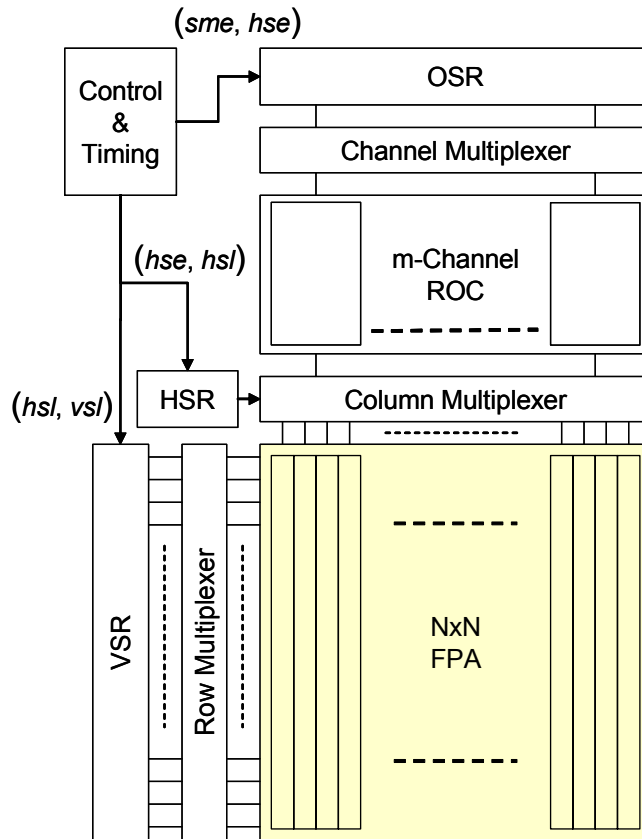 (sme, hse)
Control
&
Timing
OSR
Channel Multiplexer
(hse, hsl)
m-Channel
ROC
(hsl, vsl)
HSR
Column Multiplexer
VSR
Row Multiplexer
NxN
FPA